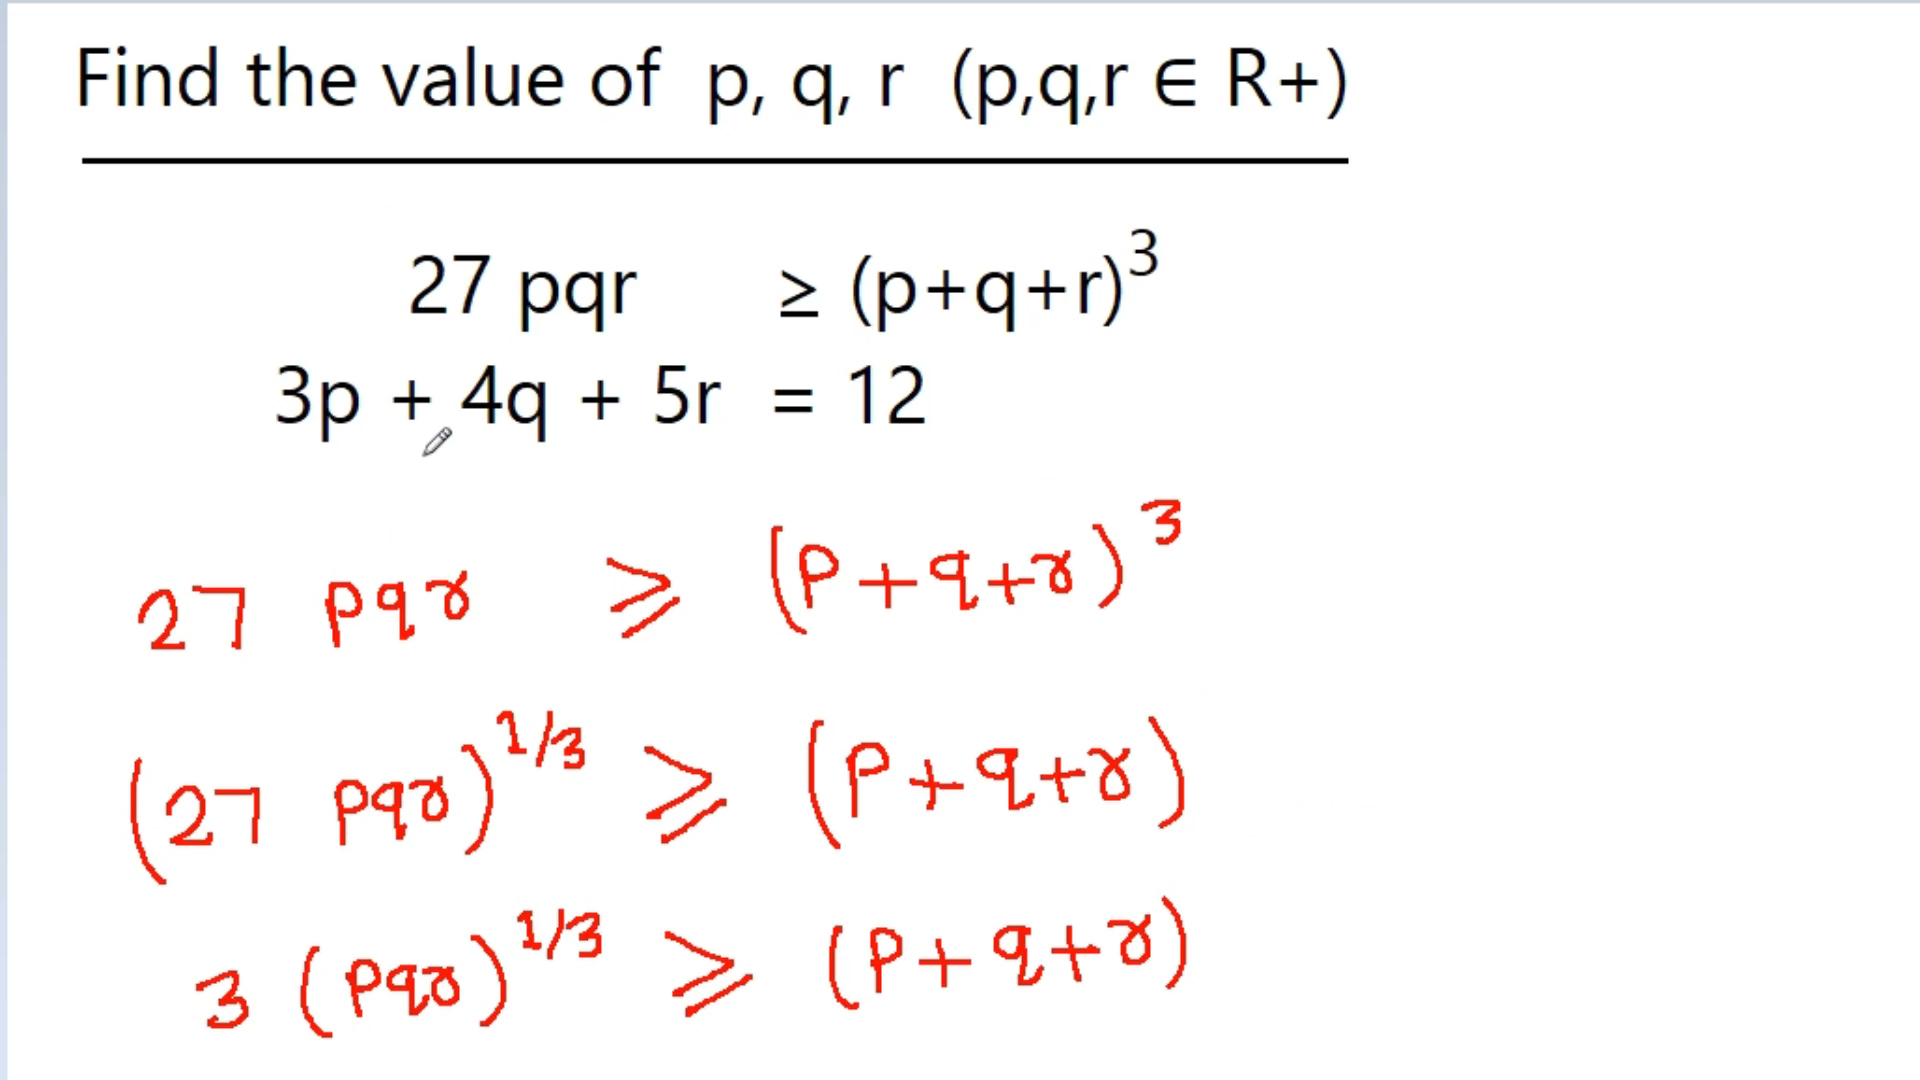 Find the value of p, q, r (p,q,r ∈ R+)
27 pqr ≥ (p+q+r)³
3p + 4q + 5r = 12
27 pqr ≥ (p+q+r)³
(27 pqr)^1/3 ≥ (p+q+r)
3 (pqr)^1/3 ≥ (p+q+r)